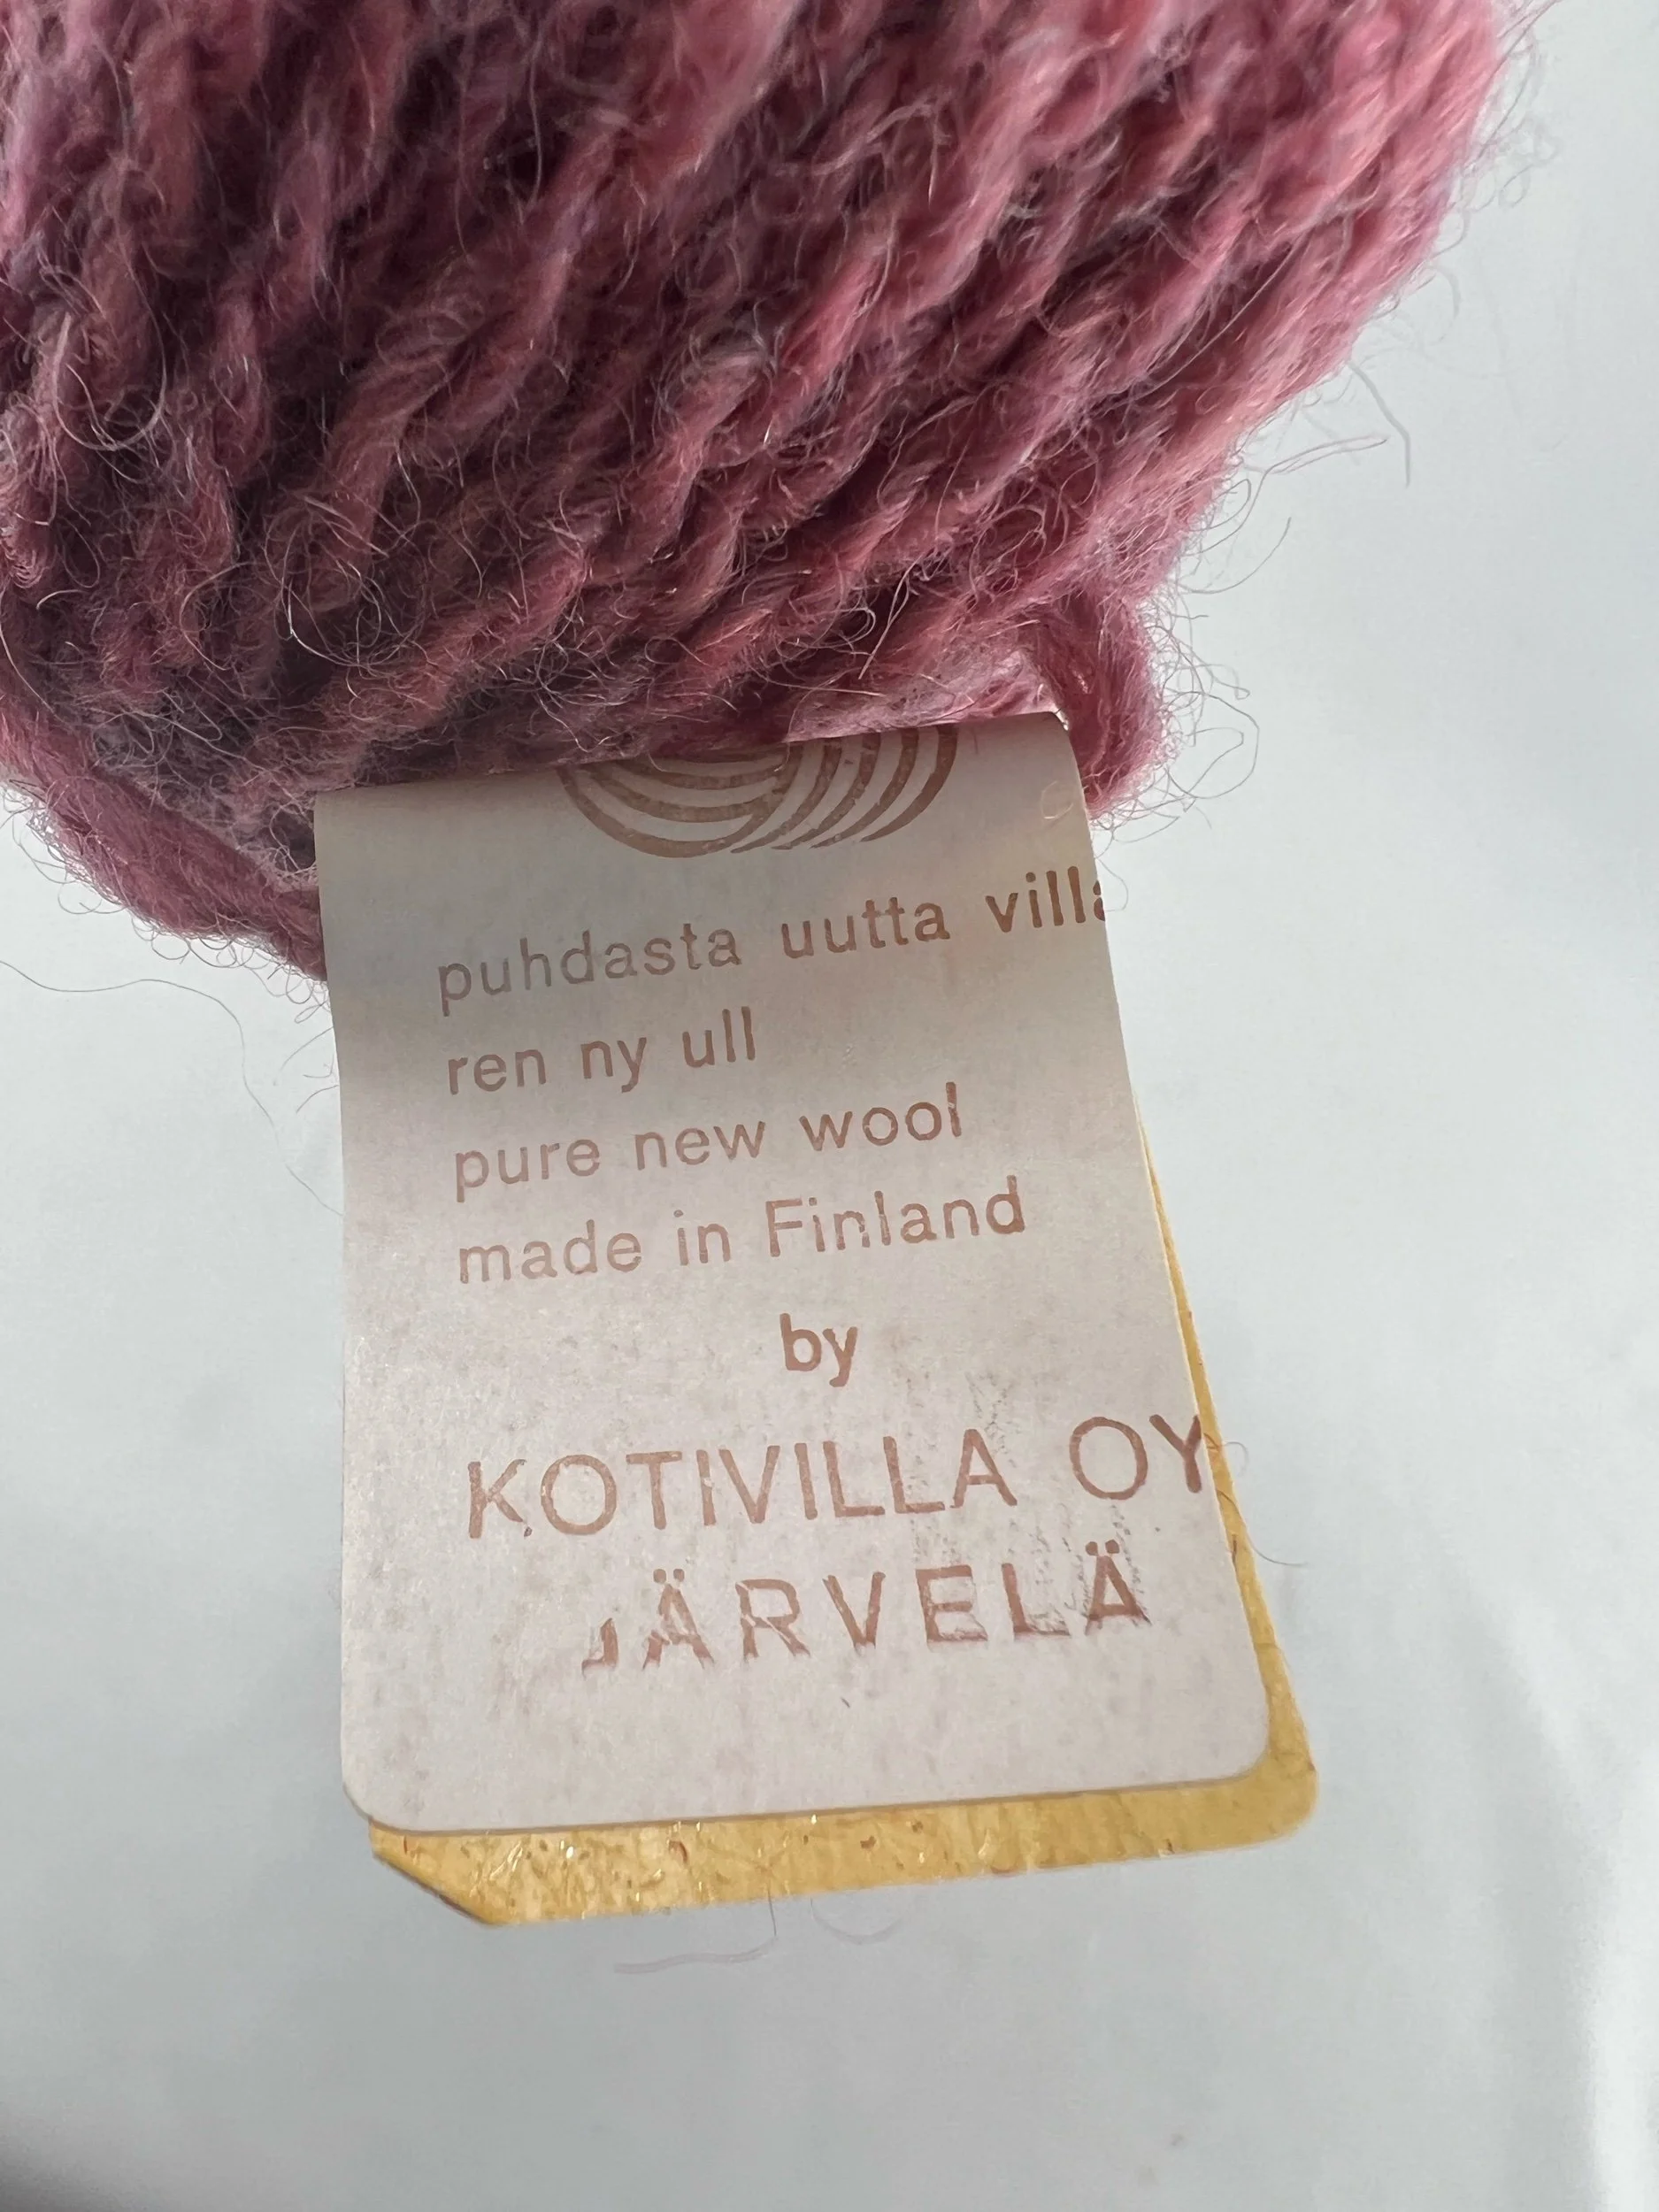 puhdasta uutta villa
ren ny ull
pure new wool
made in Finland
by
KOTIVILLA OY
JÄRVELÄ